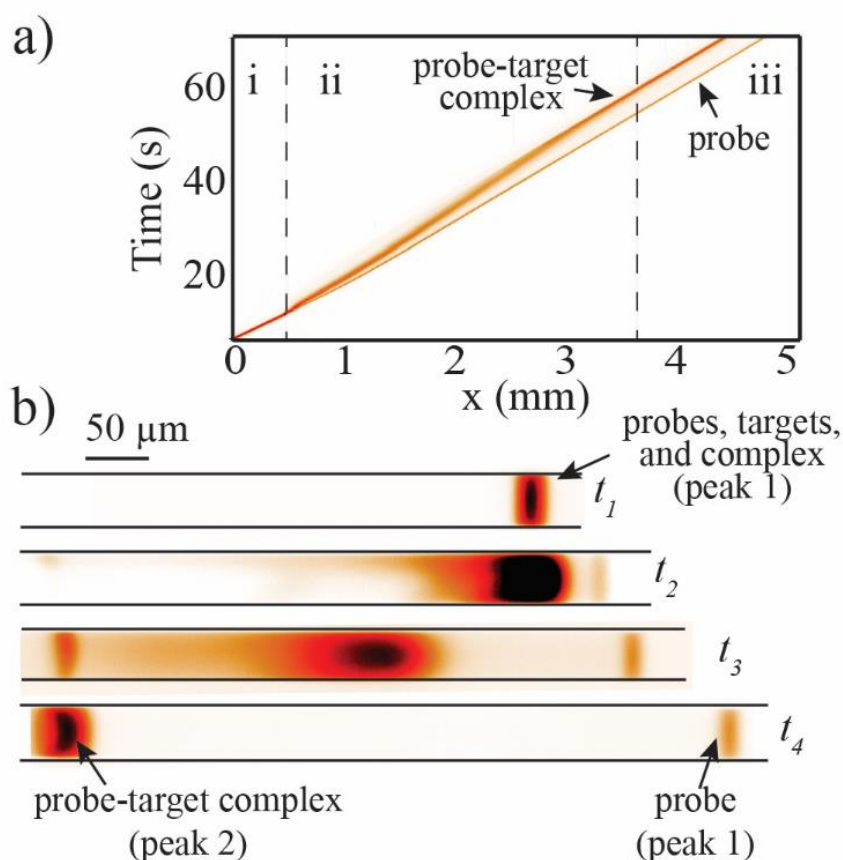 a)
i
ii
iii
probe-target
complex
probe
60
40
20
Time (s)
0
1
2
3
4
5
x (mm)
b)
50 µm
probes, targets,
and complex
(peak 1)
t1
t2
t3
t4
probe-target complex
(peak 2)
probe
(peak 1)